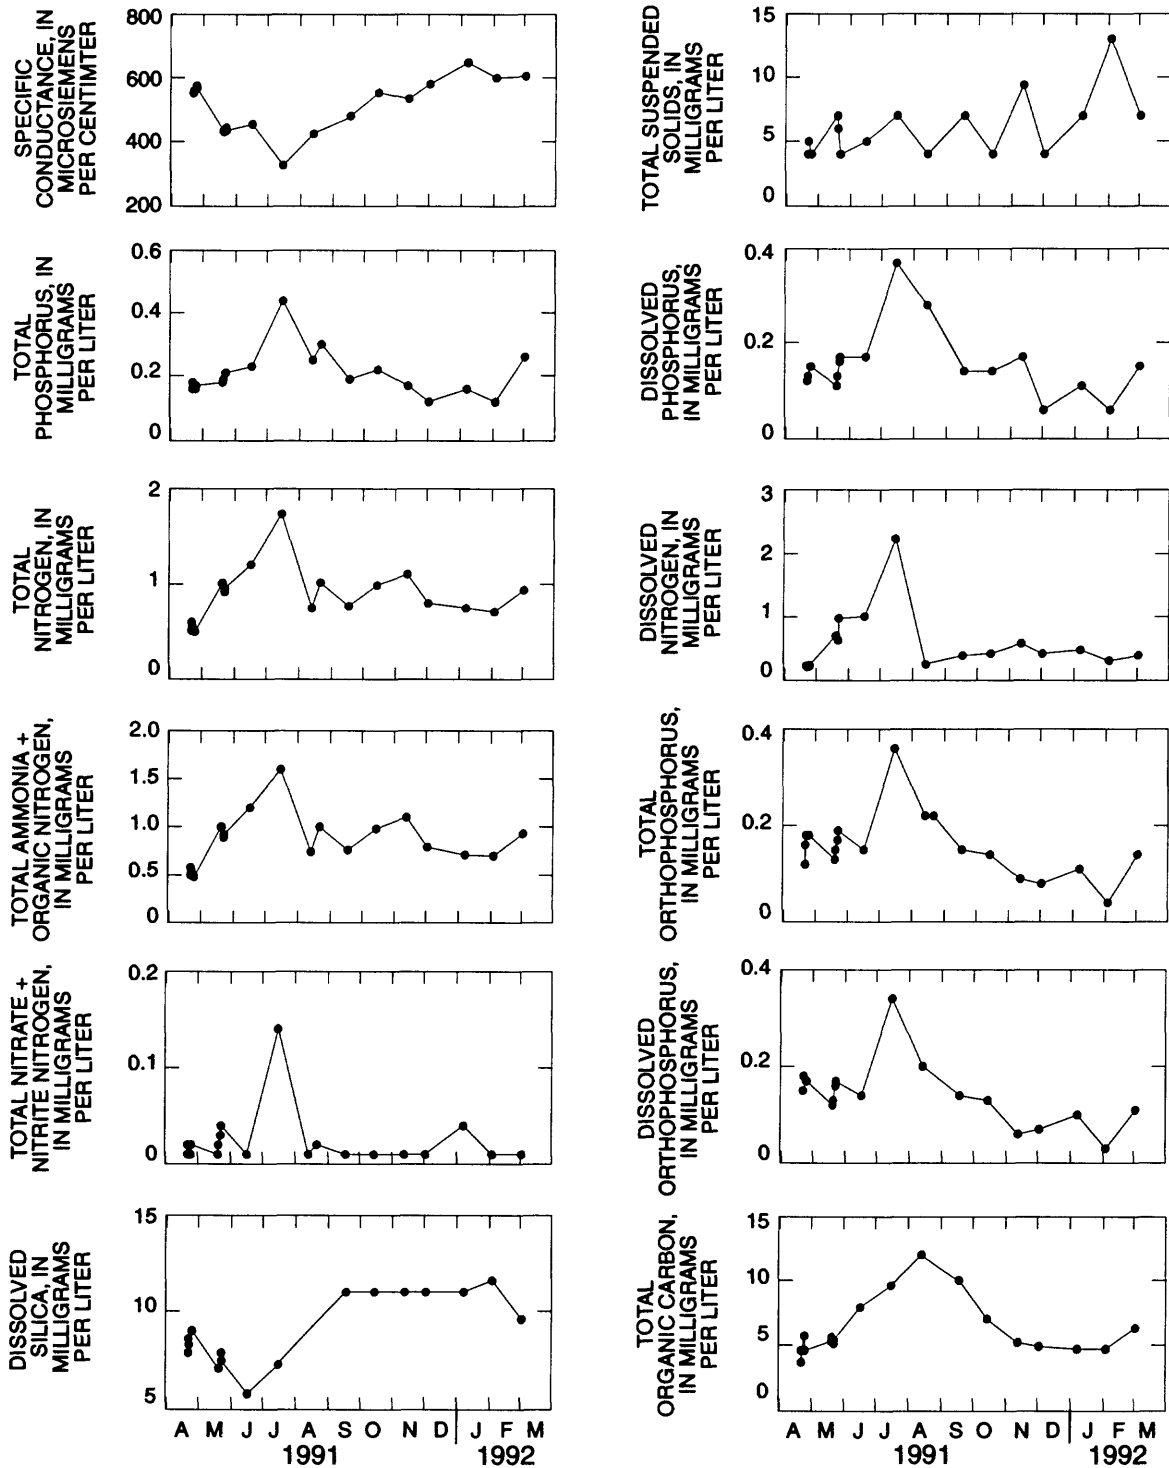 SPECIFIC
CONDUCTANCE, IN
MICROSIEMENS
PER CENTIMTER
800
600
400
200
TOTAL SUSPENDED
SOLIDS, IN
MILLIGRAMS
PER LITER
15
10
5
0
TOTAL
PHOSPHORUS, IN
MILLIGRAMS
PER LITER
0.6
0.4
0.2
0
DISSOLVED
PHOSPHORUS,
IN MILLIGRAMS
PER LITER
0.4
0.2
0
TOTAL
NITROGEN, IN
MILLIGRAMS
PER LITER
2
1
0
DISSOLVED
NITROGEN, IN
MILLIGRAMS
PER LITER
3
2
1
0
TOTAL AMMONIA +
ORGANIC NITROGEN,
IN MILLIGRAMS
PER LITER
2.0
1.5
1.0
0.5
0
TOTAL
ORTHOPHOSPHORUS,
IN MILLIGRAMS
PER LITER
0.4
0.2
0
TOTAL NITRATE +
NITRITE NITROGEN,
IN MILLIGRAMS
PER LITER
0.2
0.1
0
DISSOLVED
ORTHOPHOSPHORUS,
IN MILLIGRAMS
PER LITER
0.4
0.2
0
DISSOLVED
SILICA, IN
MILLIGRAMS
PER LITER
15
10
5
A M J J A S O N D J F M
1991 1992
TOTAL
ORGANIC CARBON,
IN MILLIGRAMS
PER LITER
15
10
5
0
A M J J A S O N D J F M
1991 1992